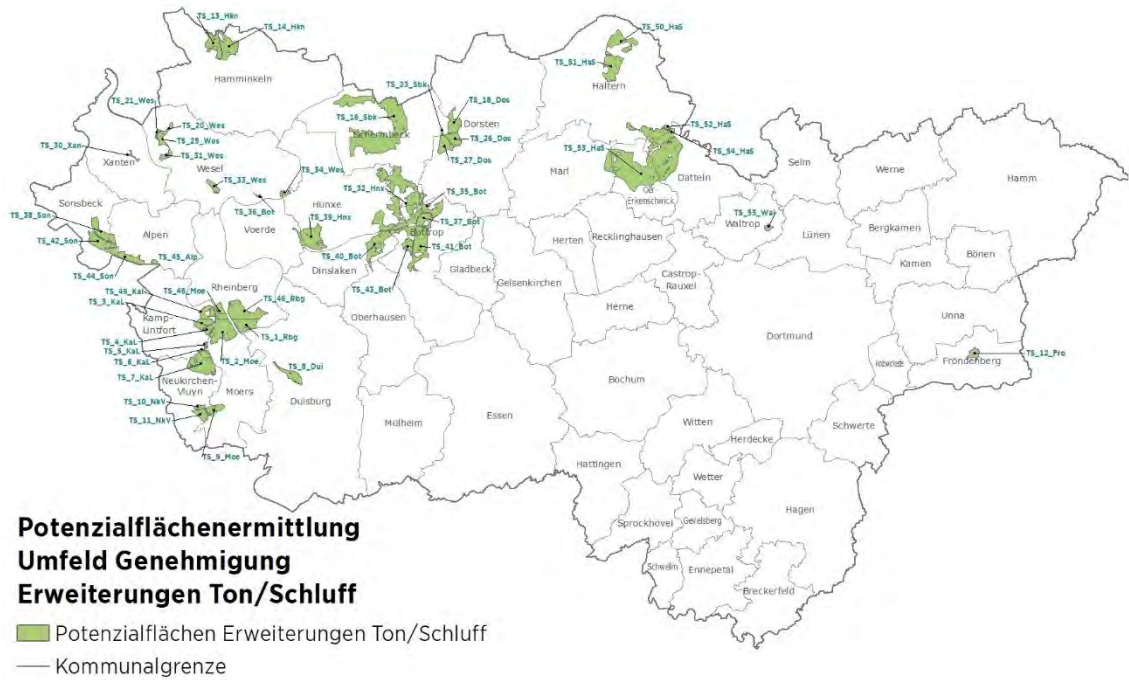 TS_13_Hkn
TS_14_Hkn
TS_50_HaS
TS_51_HaS
Hamminkeln
Haltern
TS_23_Sbk
TS_21_Wes
TS_18_Dos
TS_20_Wes
TS_16_Sbk
Dorsten
TS_52_HaS
TS_25_Wes
Schermbeck
TS_26_Dos
TS_30_Xan
TS_31_Wes
TS_54_HaS
TS_27_Dos
TS_53_HaS
Xanten
Wesel
TS_34_Wes
Marl
Selm
Werne
TS_33_Wes
TS_32_Hnx
TS_35_Bot
Datteln
Hamm
Oer
Erkenschwick
Sonsbeck
TS_36_Bot
Hünxe
TS_39_Hnx
TS_37_Bot
TS_55_Wal
TS_38_Son
Alpen
Voerde
Bottrop
Waltrop
Lünen
Bergkamen
TS_42_Son
TS_41_Bot
Herten
Recklinghausen
TS_45_Alp
TS_40_Bot
Bönen
TS_44_Son
Dinslaken
Gladbeck
Kamen
TS_43_Bot
Gelsenkirchen
Castrop-
Rauxel
Rheinberg
TS_49_KaL
TS_48_Moe
TS_46_Rbg
TS_3_KaL
Herne
Kamp-
Lintfort
Oberhausen
Unna
TS_4_KaL
TS_1_Rbg
Dortmund
TS_5_KaL
TS_6_KaL
TS_2_Moe
TS_12_Fre
TS_7_KaL
TS_8_Dui
Fröndenberg
Holzwickede
Neukirchen-
Vluyn
Moers
Duisburg
Bochum
TS_10_NkV
TS_11_NkV
Essen
Mülheim
Witten
Schwerte
Herdecke
TS_9_Moe
Hattingen
Wetter
Hagen
Sprockhövel
Gevelsberg
Schwelm
Ennepetal
Breckerfeld
Potenzialflächenermittlung
Umfeld Genehmigung
Erweiterungen Ton/Schluff
Potenzialflächen Erweiterungen Ton/Schluff
Kommunalgrenze